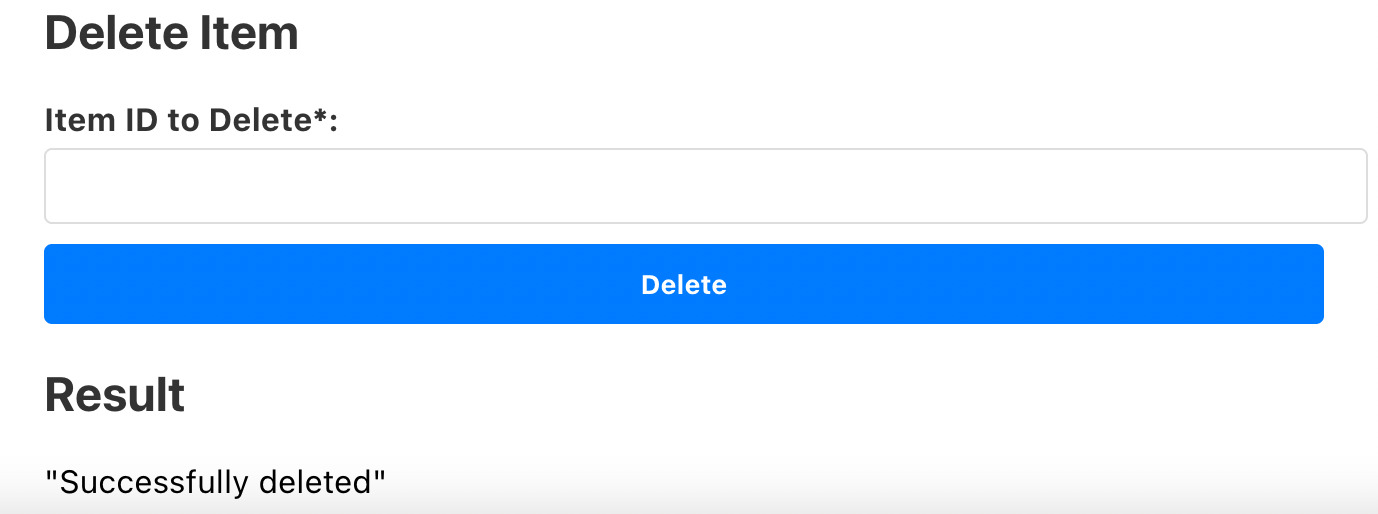 Delete Item
Item ID to Delete*:
Delete
Result
"Successfully deleted"